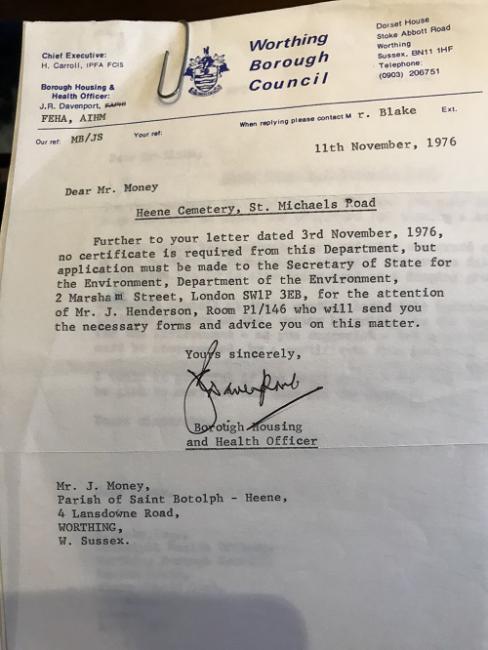 Chief Executive:
H. Carroll, IPFA FCIS
Borough Housing &
Health Officer:
J.R. Davenport,
FEHA, AIHM
Worthing
Borough
Council
Dorset House
Stoke Abbott Road
Worthing
Sussex, BN11 1HF
Telephone:
(0903) 206751
Our ref: MB/JS Your ref: When replying please contact M r. Blake Ext.
11th November, 1976
Dear Mr. Money
Heene Cemetery, St. Michaels Road
Further to your letter dated 3rd November, 1976,
no certificate is required from this Department, but
application must be made to the Secretary of State for
the Environment, Department of the Environment,
2 Marsham Street, London SW1P 3EB, for the attention
of Mr. J. Henderson, Room P1/146 who will send you
the necessary forms and advice you on this matter.
Yours sincerely,
Borough Housing
and Health Officer
Mr. J. Money,
Parish of Saint Botolph - Heene,
4 Lansdowne Road,
WORTHING,
W. Sussex.